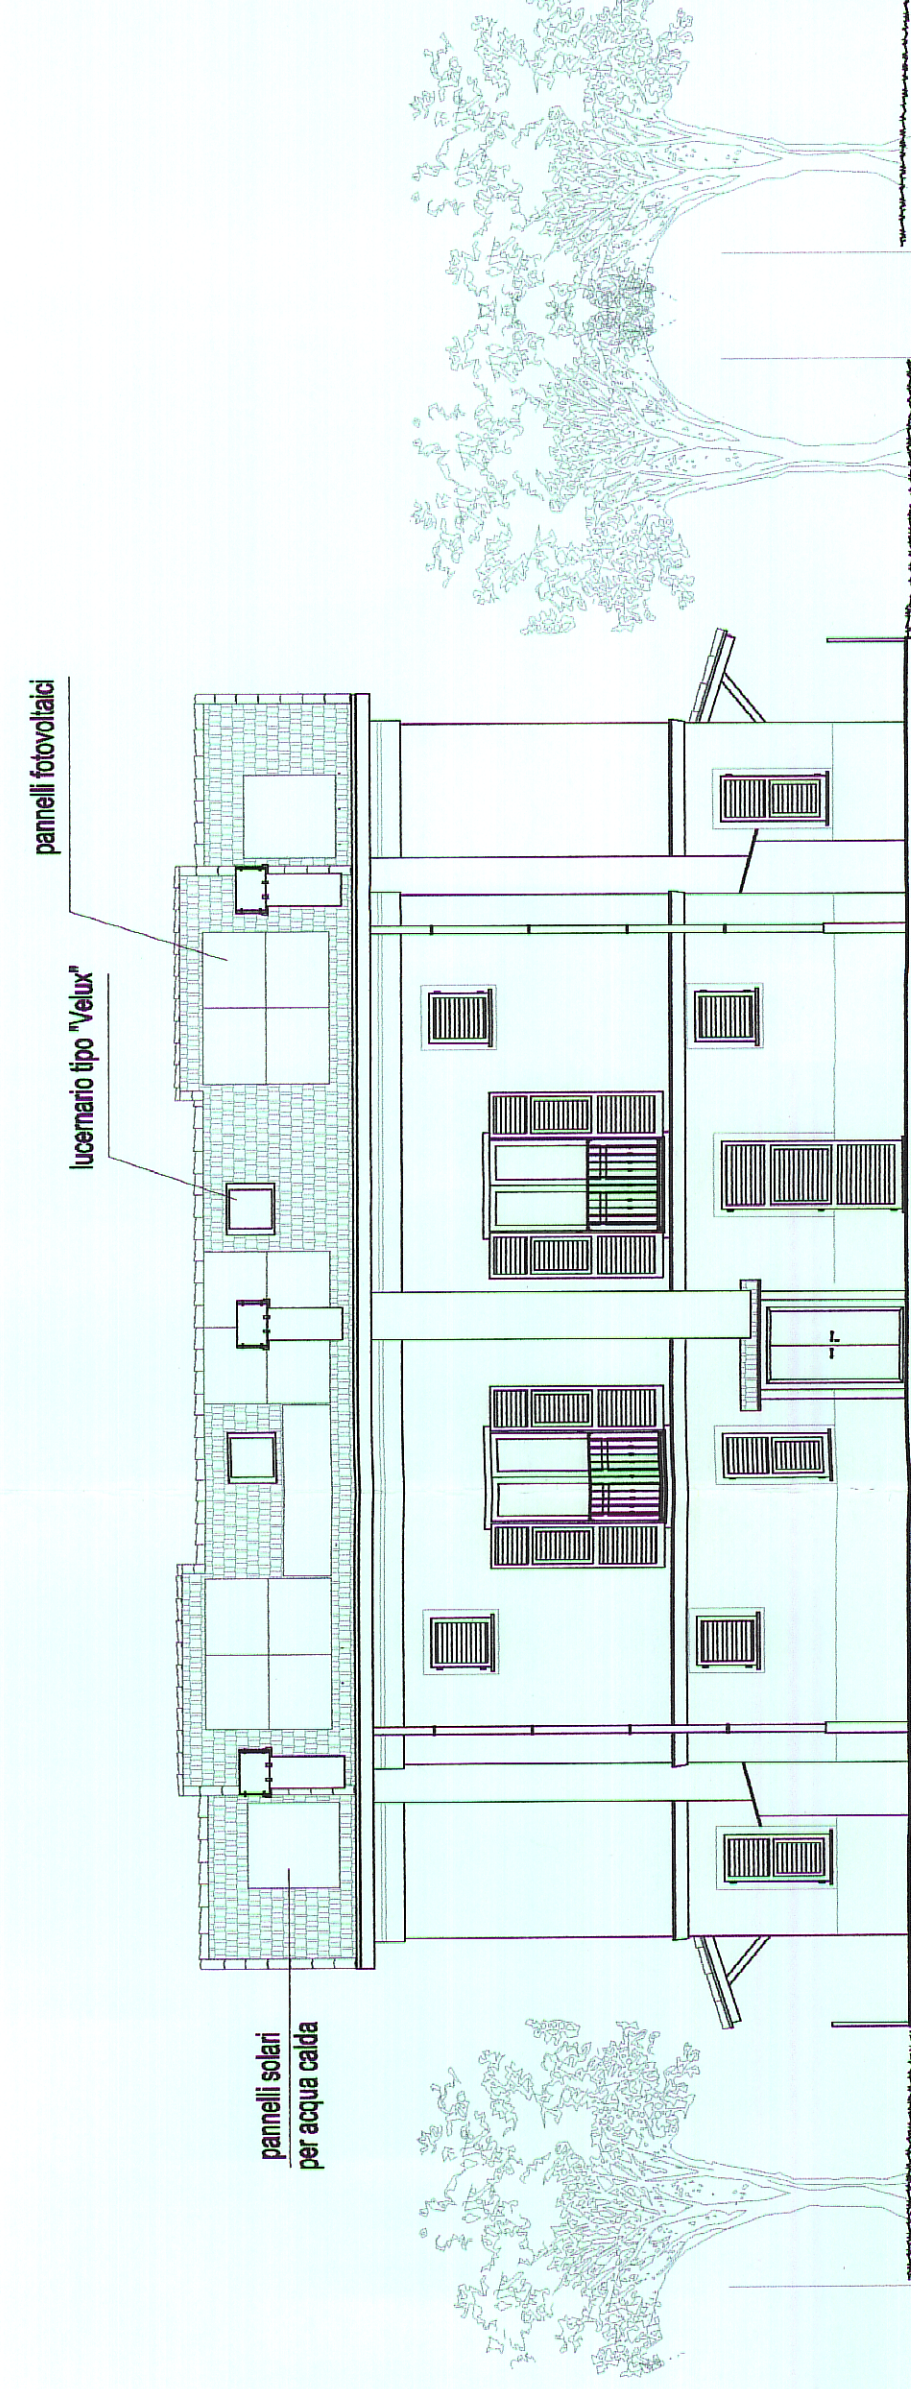 pannelli solari
per acqua calda
lucernario tipo "Velux"
pannelli fotovoltaici